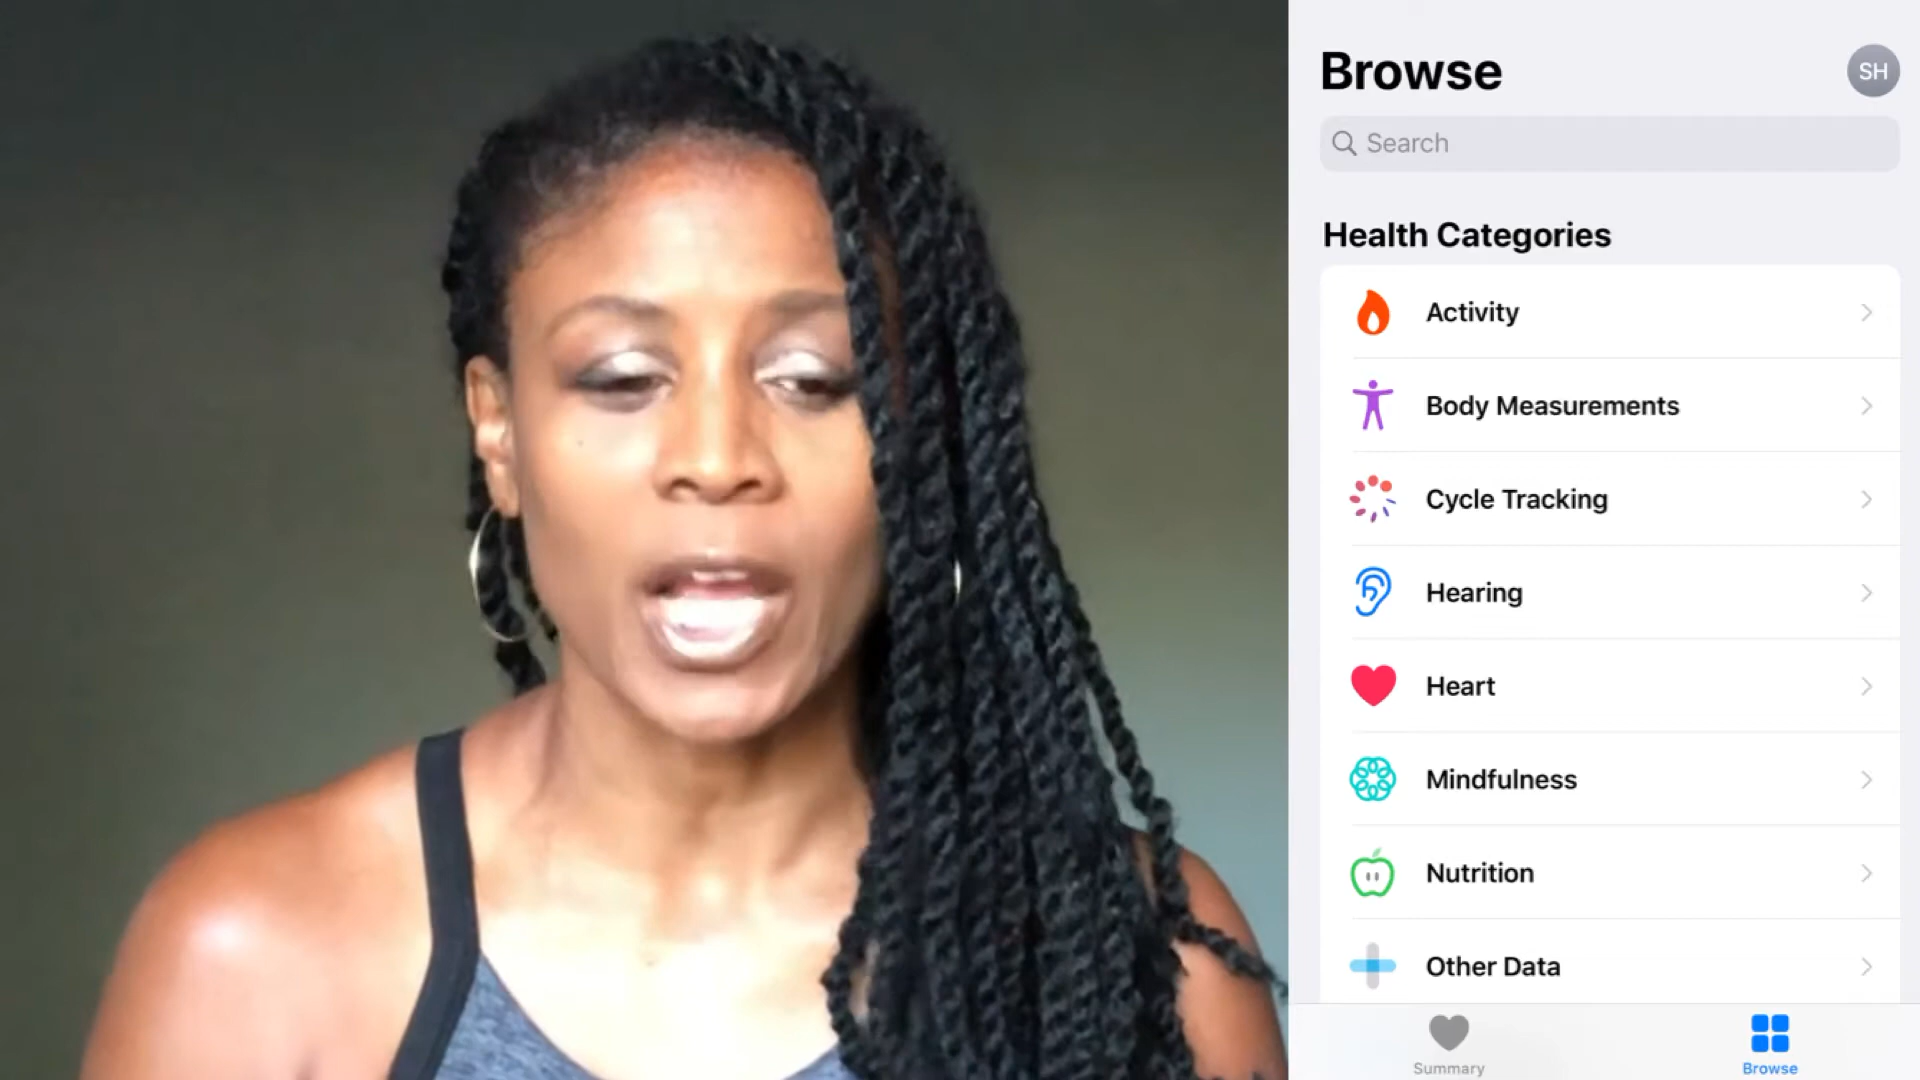 Browse
SH
Search
Health Categories
Activity
Body Measurements
Cycle Tracking
Hearing
Heart
Mindfulness
Nutrition
Other Data
Summary
Browse